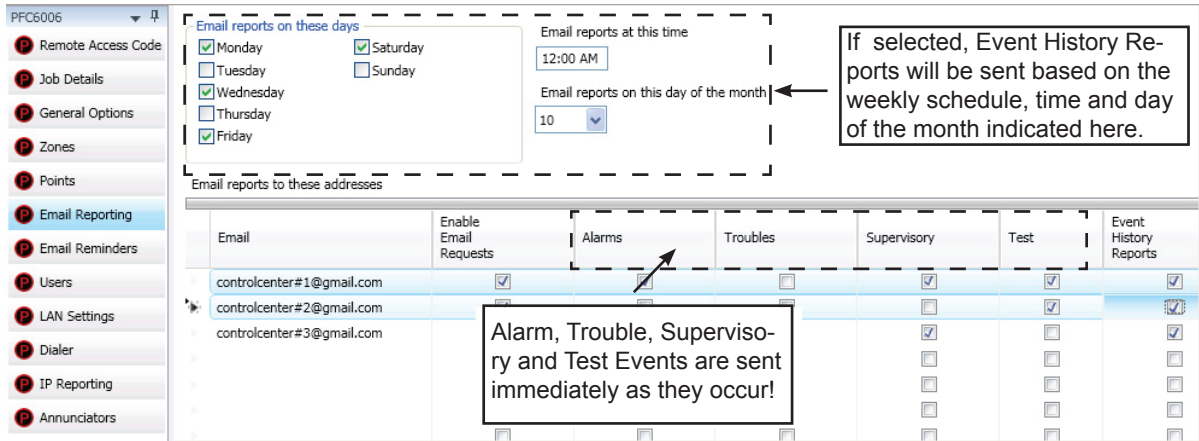 PFC6006
Remote Access Code
Job Details
General Options
Zones
Points
Email Reporting
Email Reminders
Users
LAN Settings
Dialer
IP Reporting
Annunciators
Email reports on these days
Monday
Tuesday
Wednesday
Thursday
Friday
Saturday
Sunday
Email reports at this time
12:00 AM
Email reports on this day of the month
10
If selected, Event History Re-
ports will be sent based on the
weekly schedule, time and day
of the month indicated here.
Email reports to these addresses
Email
Enable
Email
Requests
Alarms
Troubles
Supervisory
Test
Event
History
Reports
controlcenter#1@gmail.com
controlcenter#2@gmail.com
controlcenter#3@gmail.com
Alarm, Trouble, Superviso-
ry and Test Events are sent
immediately as they occur!